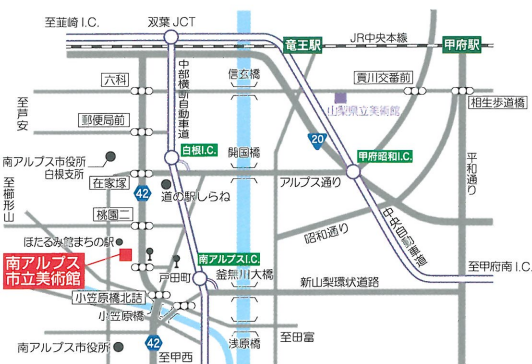 至韮崎 I.C.
双葉 JCT
竜王駅
JR中央本線
甲府駅
六科
中部横断自動車道
信玄橋
貢川交番前
至芦安
山梨県立美術館
相生歩道橋
郵便局前
20
白根I.C.
開国橋
甲府昭和I.C.
平和通り
南アルプス市役所
白根支所
在家塚
42
道の駅しらね
アルプス通り
至櫛形山
桃園二
昭和通り
中央自動車道
ほたるみ館まちの駅
南アルプス
市立美術館
戸田町
南アルプスI.C.
釜無川大橋
至甲府南 I.C.
新山梨環状道路
小笠原橋北詰
小笠原橋
至田富
南アルプス市役所
42
至甲西
浅原橋